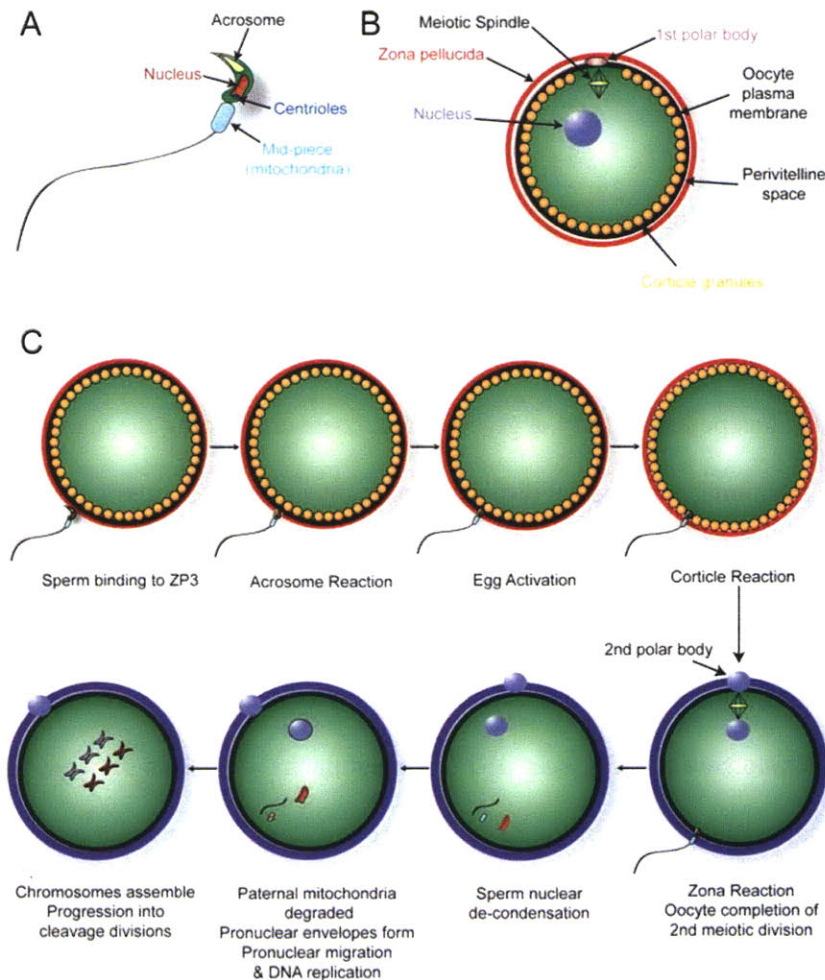 A
Acrosome
Nucleus
Centrioles
Mid-piece
(mitochondria)
B
Meiotic Spindle
1st polar body
Zona pellucida
Oocyte
plasma
membrane
Nucleus
Perivitelline
space
Corticle granules
C
Sperm binding to ZP3
Acrosome Reaction
Egg Activation
Corticle Reaction
2nd polar body
Chromosomes assemble
Progression into
cleavage divisions
Paternal mitochondria
degraded
Pronuclear envelopes form
Pronuclear migration
& DNA replication
Sperm nuclear
de-condensation
Zona Reaction
Oocyte completion of
2nd meiotic division